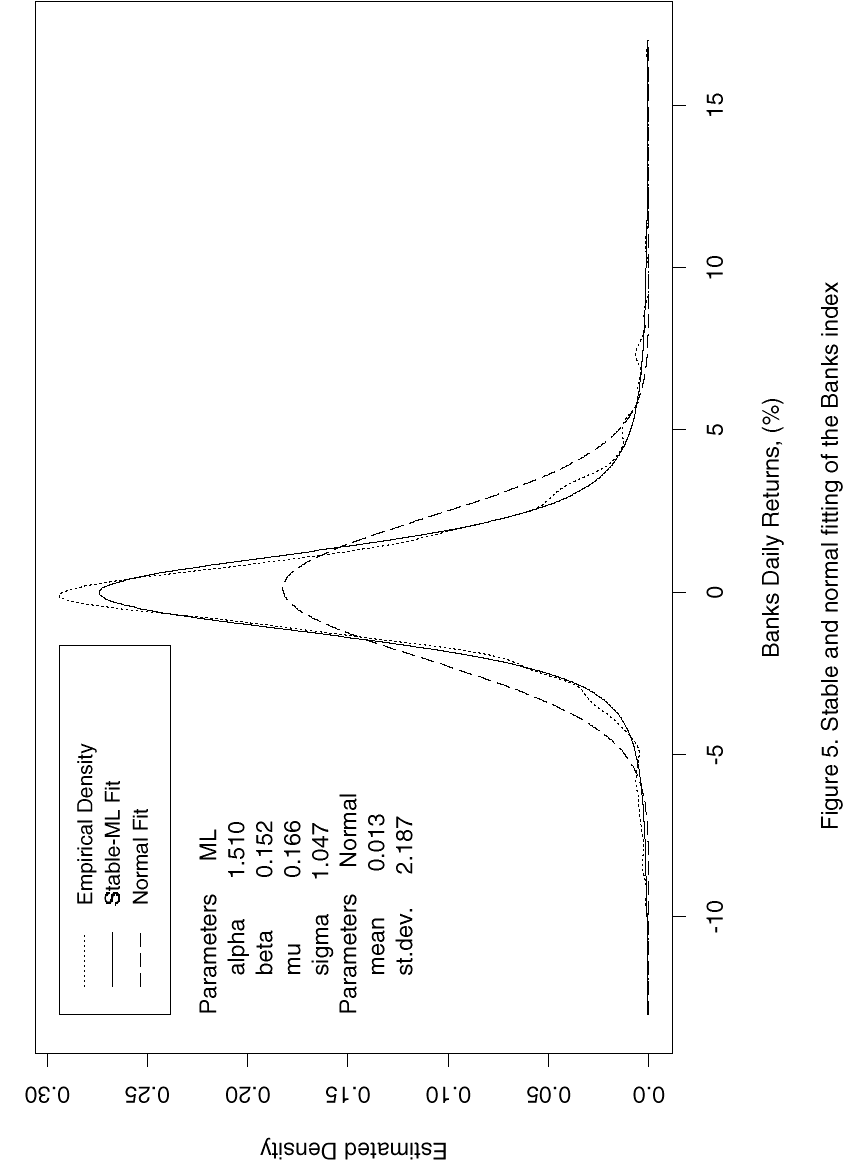 Empirical Density
Stable-ML Fit
Normal Fit
Parameters ML
alpha 1.510
beta 0.152
mu 0.166
sigma 1.047
Parameters Normal
mean 0.013
st.dev. 2.187
Estimated Density
0.30
0.25
0.20
0.15
0.10
0.05
0.0
-10 -5 0 5 10 15
Banks Daily Returns, (%)
Figure 5. Stable and normal fitting of the Banks index